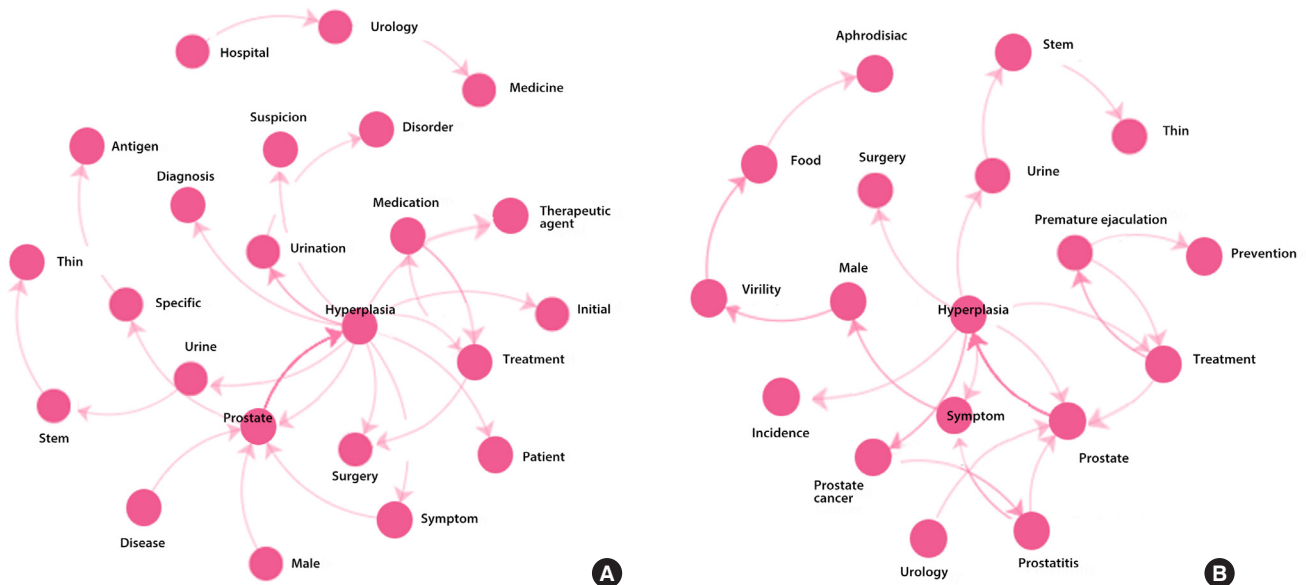 Urology
Hospital
Medicine
Suspicion
Disorder
Antigen
Diagnosis
Medication
Therapeutic
agent
Urination
Thin
Specific
Hyperplasia
Initial
Urine
Treatment
Prostate
Stem
Surgery
Patient
Symptom
Disease
Male
A
Aphrodisiac
Stem
Thin
Food
Surgery
Urine
Premature ejaculation
Prevention
Male
Virility
Hyperplasia
Treatment
Symptom
Incidence
Prostate
Prostate
cancer
Urology
Prostatitis
B